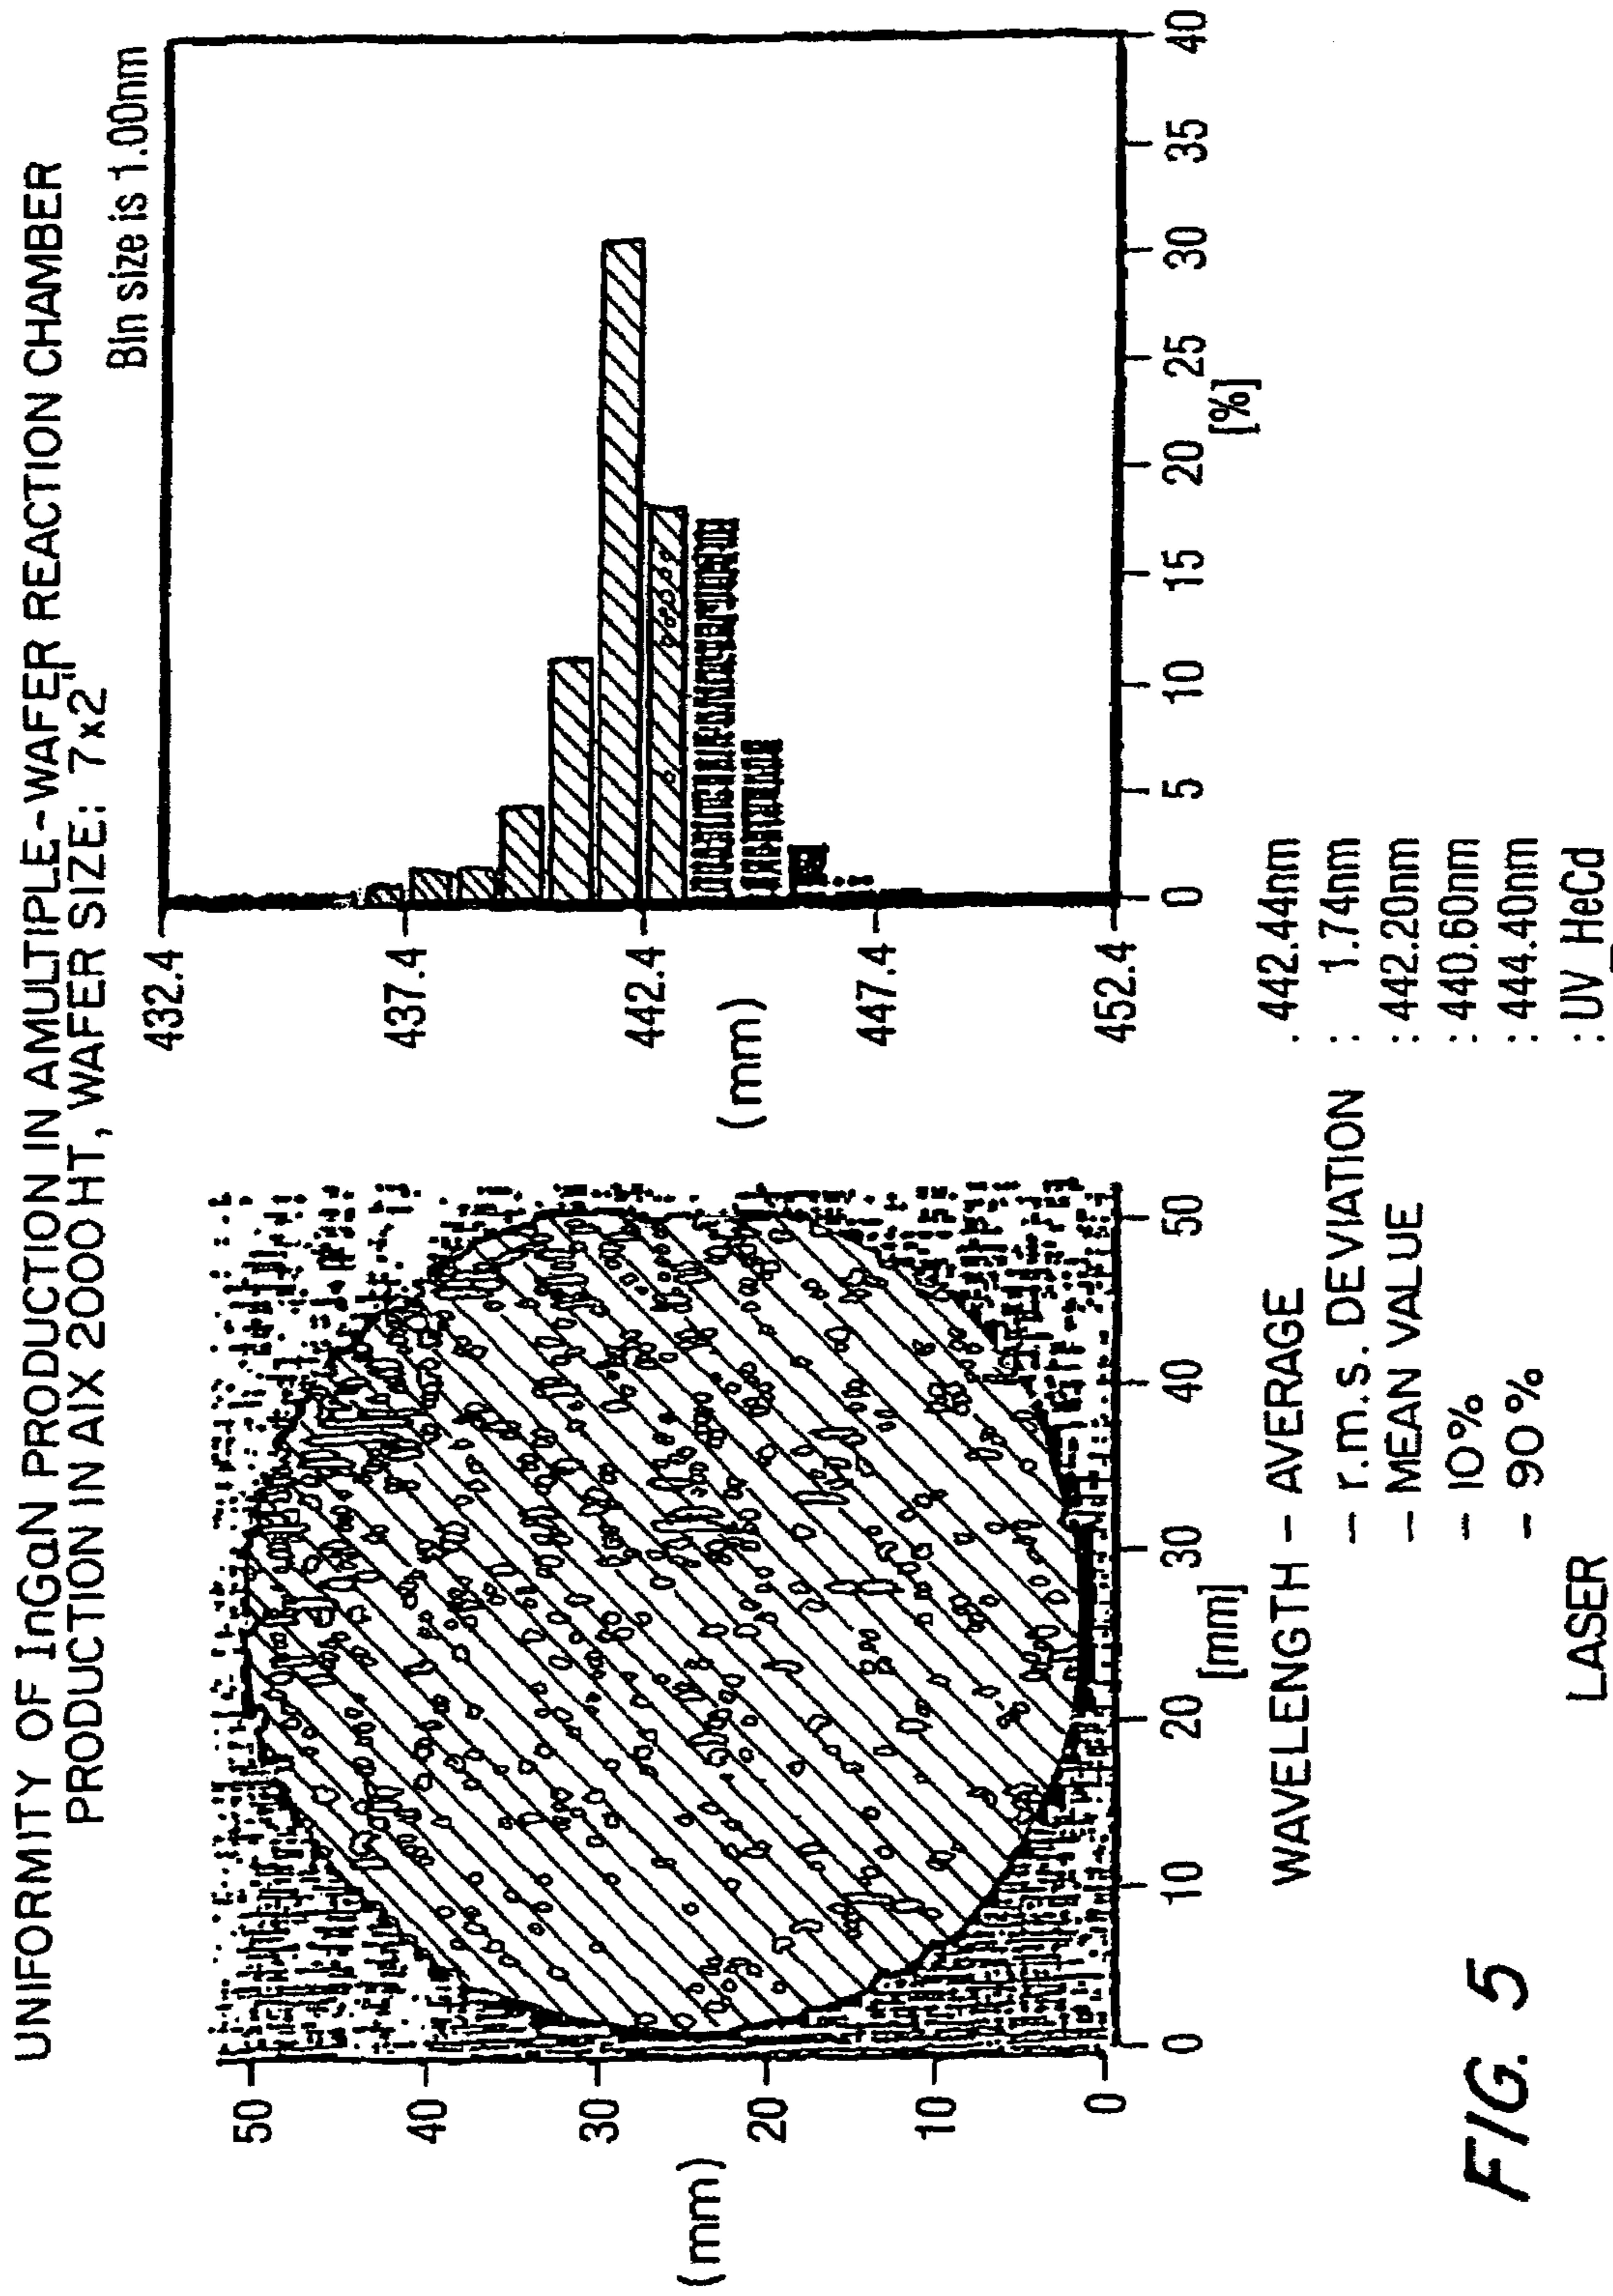 UNIFORMITY OF InGaN PRODUCTION IN AMULTIPLE-WAFER REACTION CHAMBER
PRODUCTION IN AIX 2000 HT, WAFER SIZE: 7x2"
Bin size is 1.00nm
50
40
30
20
10
0
(mm)
0
10
20
30
40
50
[mm]
432.4
437.4
442.4
447.4
452.4
(mm)
0
5
10
15
20
25
30
35
40
[%]
WAVELENGTH – AVERAGE : 442.44nm
– r.m.s. DEVIATION : 1.74nm
– MEAN VALUE : 442.20nm
– 10% : 440.60nm
– 90% : 444.40nm
LASER : UV_HeCd
FIG. 5